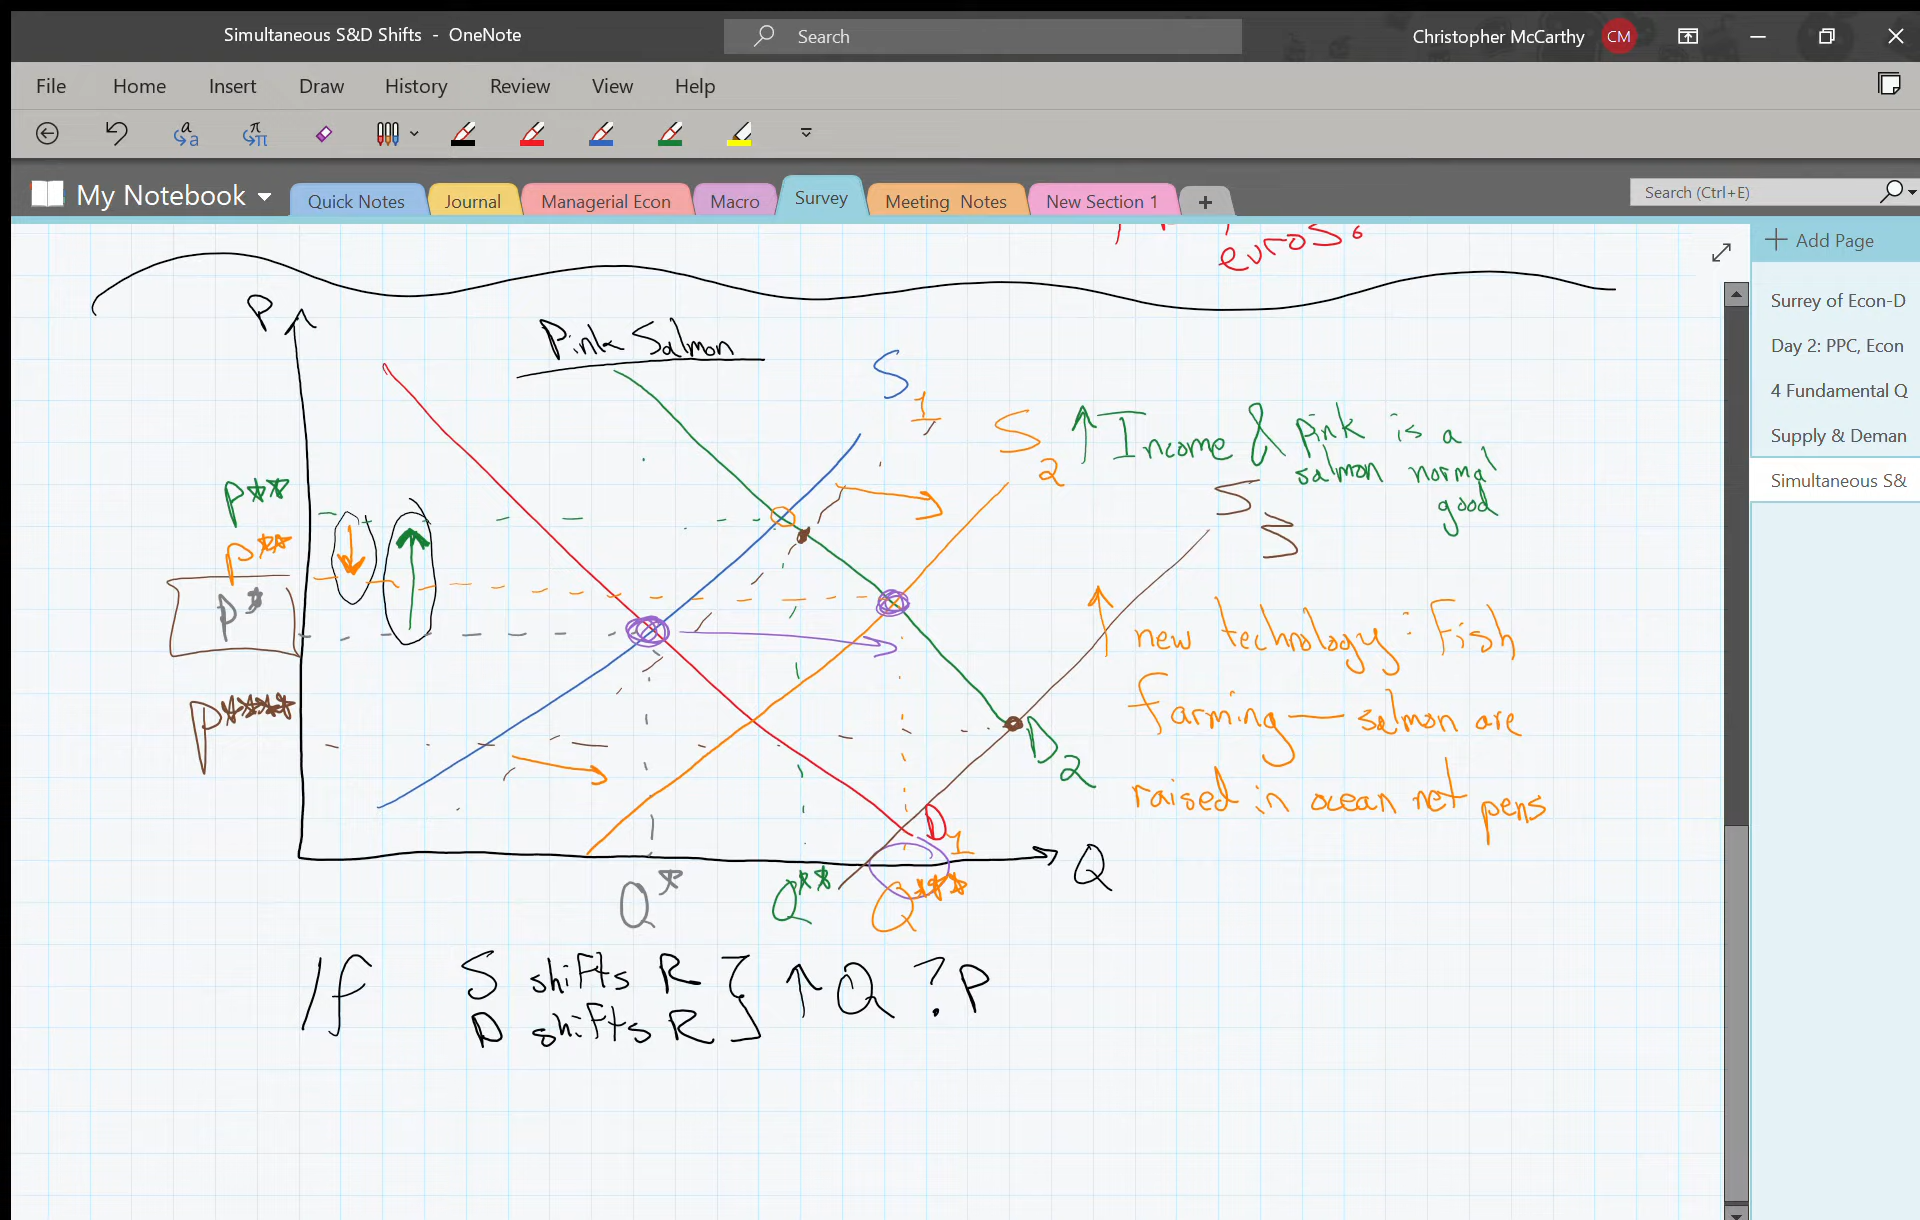 Simultaneous S&D Shifts - OneNote
Search
Christopher McCarthy CM
File Home Insert Draw History Review View Help
My Notebook
Quick Notes Journal Managerial Econ Macro Survey Meeting Notes New Section 1 +
Search (Ctrl+E)
Add Page
Surrey of Econ-D
Day 2: PPC, Econ
4 Fundamental Q
Supply & Deman
Simultaneous S&
euros.
P
Pink Salmon
S1
S2
↑ Income & pink is a
salmon normal
good
S3
P**
P**
P*
P****
↑ new technology: Fish
farming — salmon are
raised in ocean net pens
D2
D1
Q
Q* Q** Q***
If S shifts R ] ↑Q ?P
D shifts R